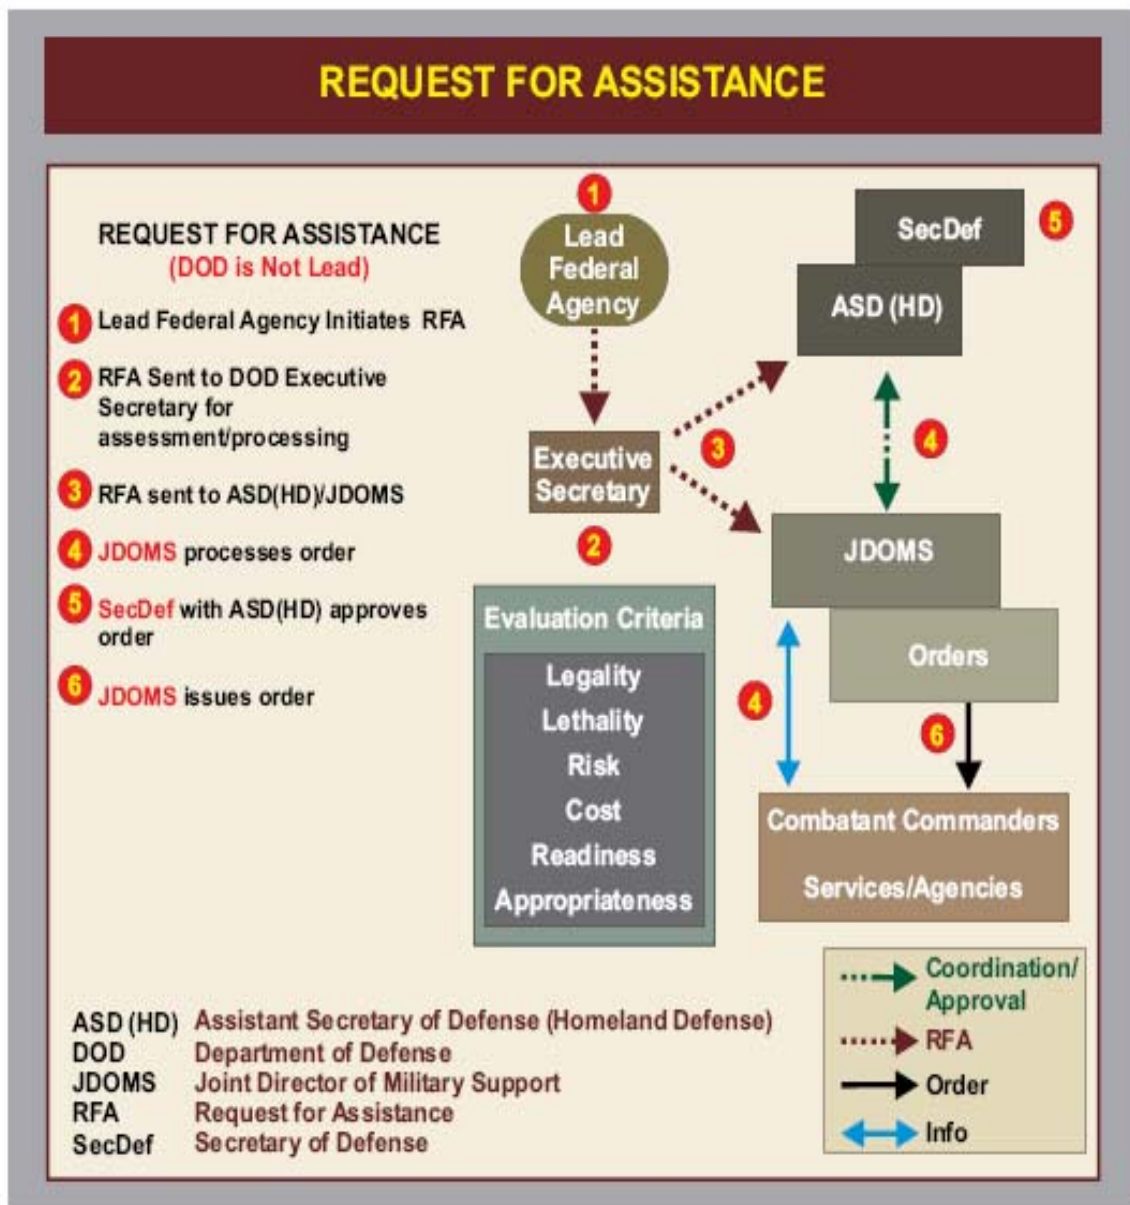 REQUEST FOR ASSISTANCE
REQUEST FOR ASSISTANCE
(DOD is Not Lead)
1 Lead Federal Agency Initiates RFA
2 RFA Sent to DOD Executive
Secretary for
assessment/processing
3 RFA sent to ASD(HD)/JDOMS
4 JDOMS processes order
5 SecDef with ASD(HD) approves
order
6 JDOMS issues order
1
Lead
Federal
Agency
Executive
Secretary
2
3
SecDef
5
ASD (HD)
4
JDOMS
Orders
4
6
Combatant Commanders
Services/Agencies
Evaluation Criteria
Legality
Lethality
Risk
Cost
Readiness
Appropriateness
Coordination/
Approval
RFA
Order
Info
ASD (HD) Assistant Secretary of Defense (Homeland Defense)
DOD Department of Defense
JDOMS Joint Director of Military Support
RFA Request for Assistance
SecDef Secretary of Defense